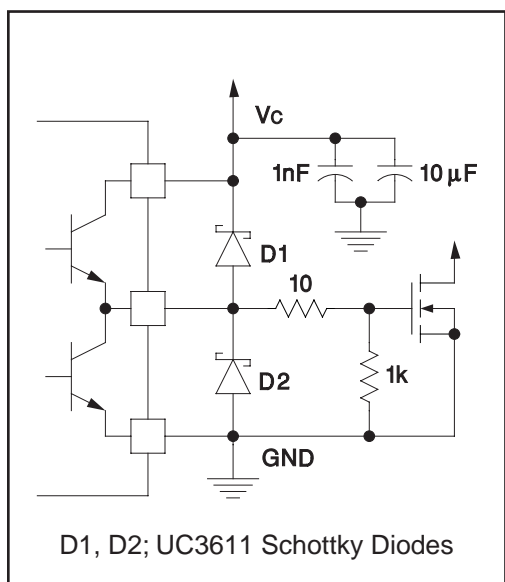 Vc
1nF
10 μF
D1
10
1k
D2
GND
D1, D2; UC3611 Schottky Diodes